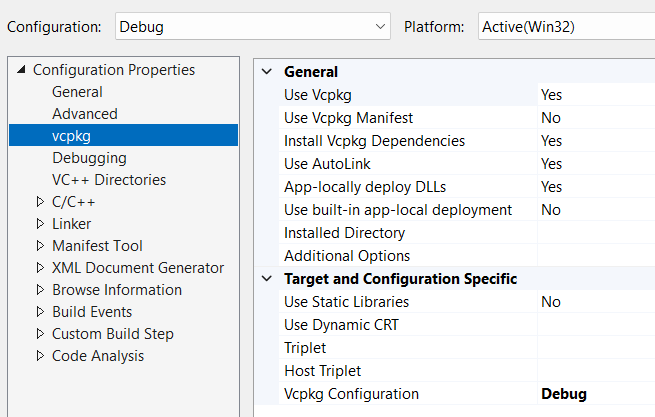 Configuration: Debug Platform: Active(Win32)
Configuration Properties
General
Advanced
vcpkg
Debugging
VC++ Directories
C/C++
Linker
Manifest Tool
XML Document Generator
Browse Information
Build Events
Custom Build Step
Code Analysis
General
Use Vcpkg Yes
Use Vcpkg Manifest No
Install Vcpkg Dependencies Yes
Use AutoLink Yes
App-locally deploy DLLs Yes
Use built-in app-local deployment No
Installed Directory
Additional Options
Target and Configuration Specific
Use Static Libraries No
Use Dynamic CRT
Triplet
Host Triplet
Vcpkg Configuration Debug